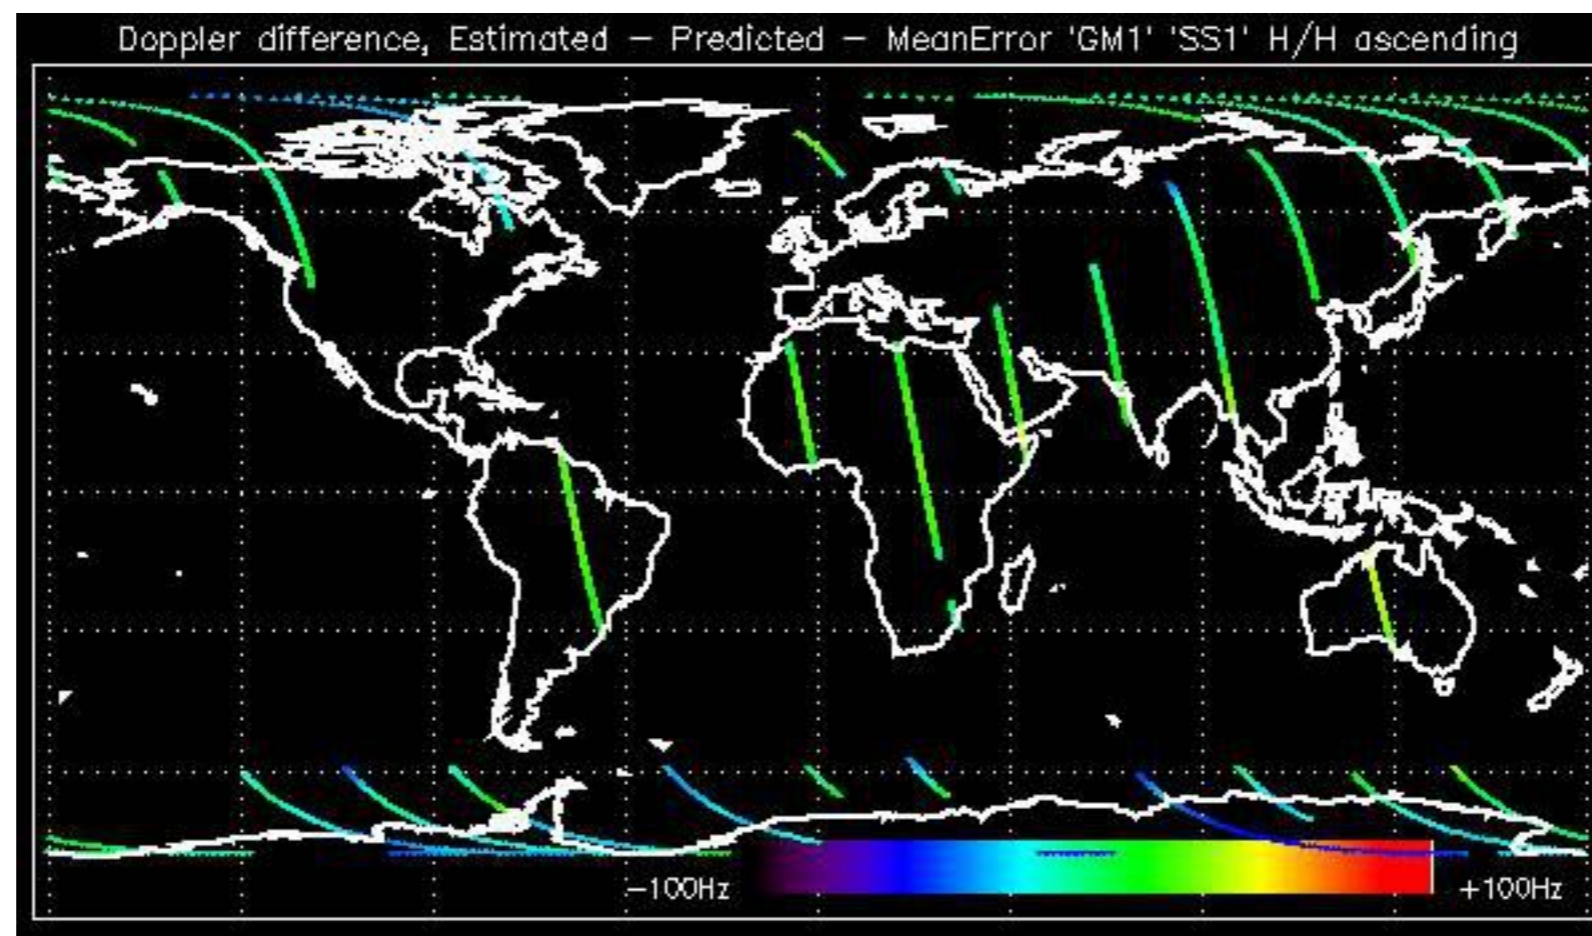 Doppler difference, Estimated − Predicted − MeanError 'GM1' 'SS1' H/H ascending
−100Hz
+100Hz